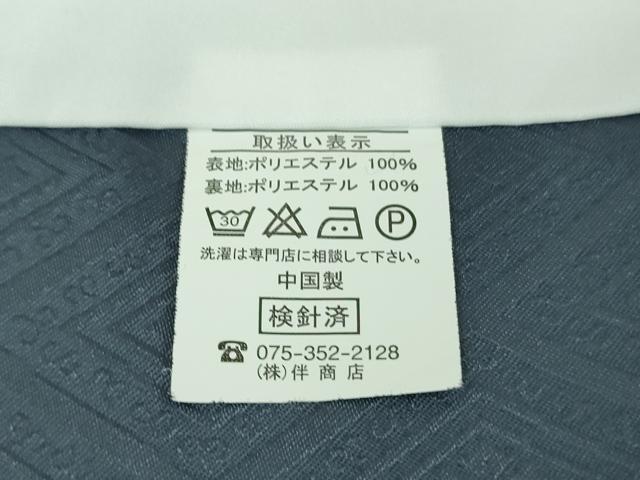 取扱い表示
表地:ポリエステル 100%
裏地:ポリエステル 100%
30 P
洗濯は専門店に相談して下さい。
中国製
検針済
☎ 075-352-2128
(株)伴商店